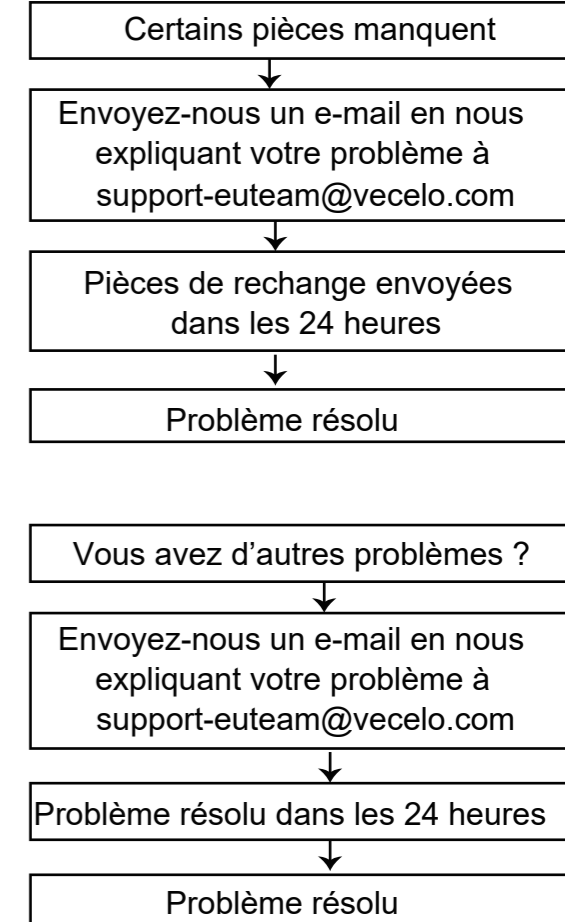 Certains pièces manquent
Envoyez-nous un e-mail en nous
expliquant votre problème à
support-euteam@vecelo.com
Pièces de rechange envoyées
dans les 24 heures
Problème résolu
Vous avez d’autres problèmes ?
Envoyez-nous un e-mail en nous
expliquant votre problème à
support-euteam@vecelo.com
Problème résolu dans les 24 heures
Problème résolu